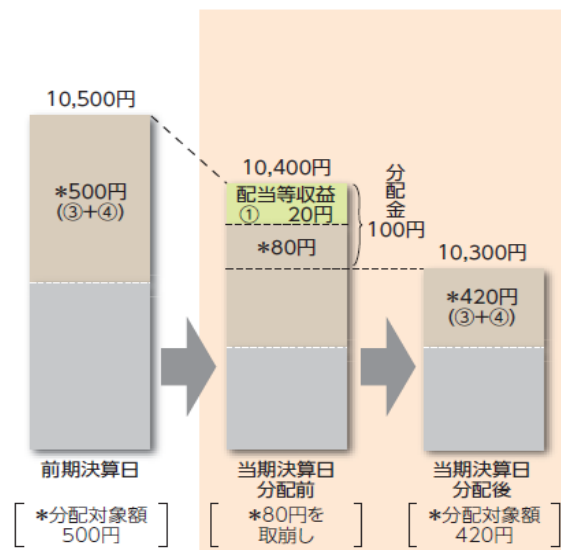 10,500円
*500円
(③+④)
前期決算日
*分配対象額
500円
10,400円
配当等収益
① 20円
*80円
分配金
100円
当期決算日
分配前
*80円を
取崩し
10,300円
*420円
(③+④)
当期決算日
分配後
*分配対象額
420円